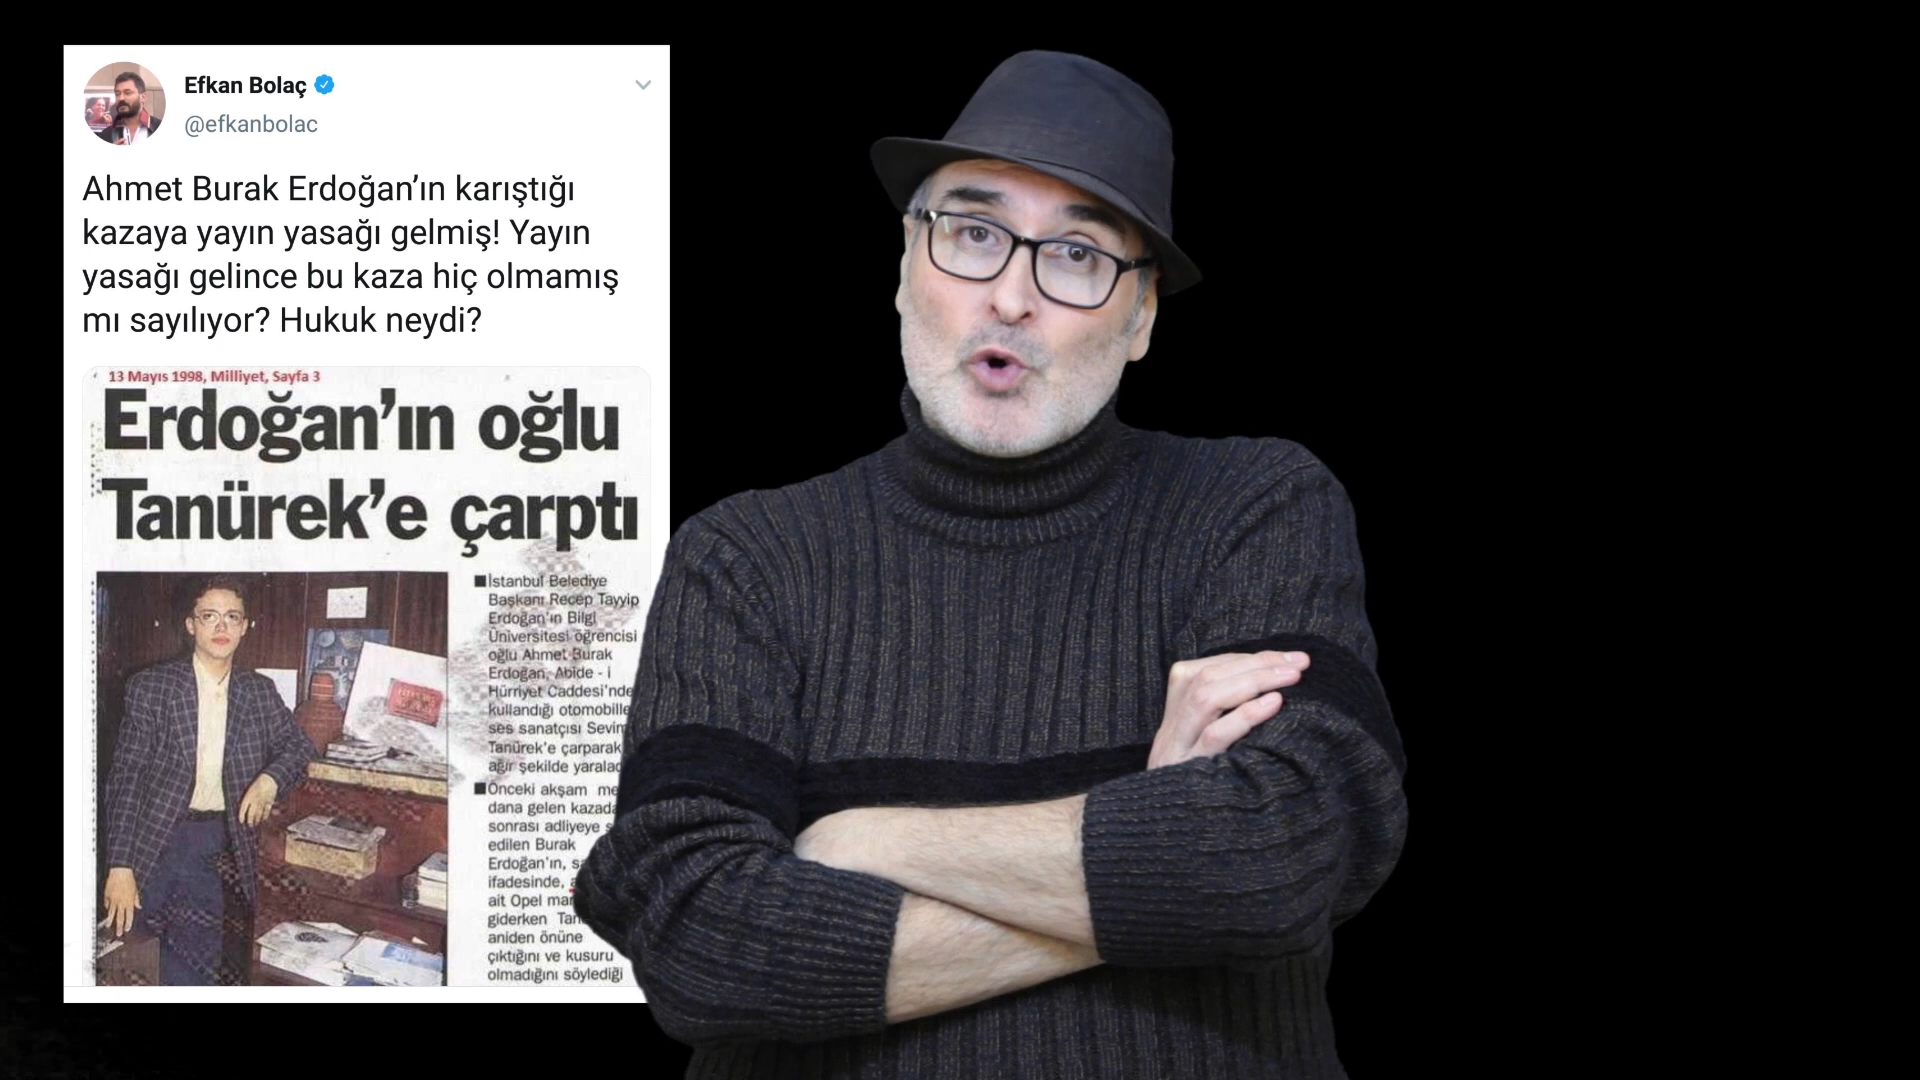 Efkan Bolaç
@efkanbolac
Ahmet Burak Erdoğan’ın karıştığı
kazaya yayın yasağı gelmiş! Yayın
yasağı gelince bu kaza hiç olmamış
mı sayılıyor? Hukuk neydi?
13 Mayıs 1998, Milliyet, Sayfa 3
Erdoğan’ın oğlu
Tanürek’e çarptı
İstanbul Belediye
Başkanı Recep Tayyip
Erdoğan’ın Bilgi
Üniversitesi öğrencisi
oğlu Ahmet Burak
Erdoğan, Abide - i
Hürriyet Caddesi’nde
kullandığı otomobille
ses sanatçısı Sevim
Tanürek’e çarparak
ağır şekilde
Önceki akşam
dana gelen
sonrası adliyeye
edilen Burak
Erdoğan’ın,
ifadesinde,
ait Opel
giderken
aniden önüne
çıktığını ve kusuru
olmadığını söylediği